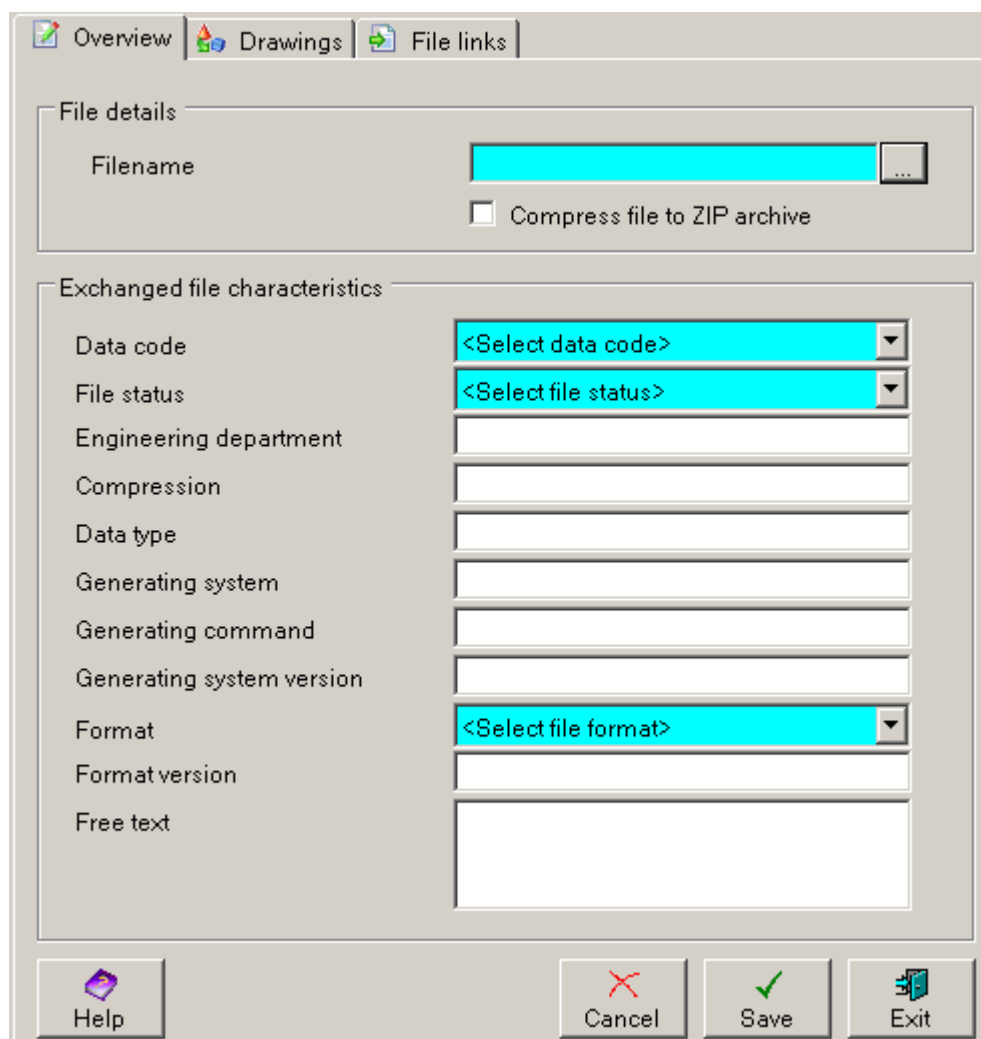 Overview Drawings File links
File details
Filename ...
Compress file to ZIP archive
Exchanged file characteristics
Data code <Select data code>
File status <Select file status>
Engineering department
Compression
Data type
Generating system
Generating command
Generating system version
Format <Select file format>
Format version
Free text
Help Cancel Save Exit